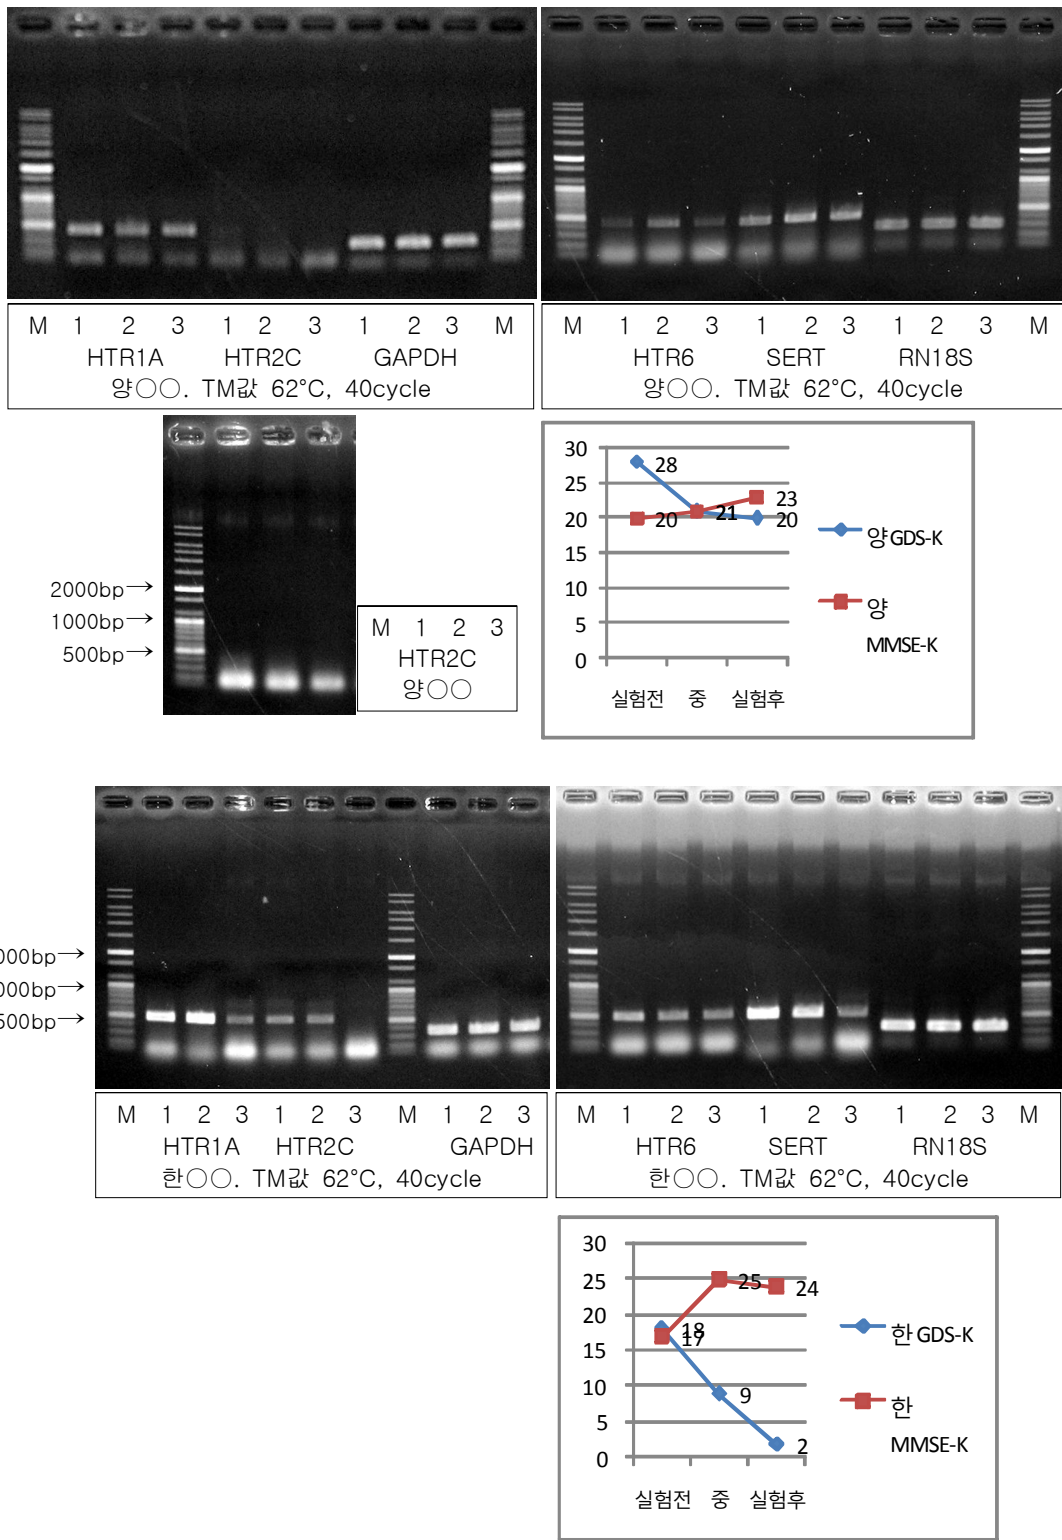 M 1 2 3 1 2 3 1 2 3 M
HTR1A HTR2C GAPDH
양○○. TM값 62°C, 40cycle
M 1 2 3 1 2 3 1 2 3 M
HTR6 SERT RN18S
양○○. TM값 62°C, 40cycle
2000bp→
1000bp→
500bp→
M 1 2 3
HTR2C
양○○
30
25
20
15
10
5
0
28
21
20
20
21
23
실험전 중 실험후
양GDS-K
양
MMSE-K
000bp→
000bp→
500bp→
M 1 2 3 1 2 3 M 1 2 3
HTR1A HTR2C GAPDH
한○○. TM값 62°C, 40cycle
M 1 2 3 1 2 3 1 2 3 M
HTR6 SERT RN18S
한○○. TM값 62°C, 40cycle
30
25
20
15
10
5
0
18
9
2
17
25
24
실험전 중 실험후
한GDS-K
한
MMSE-K